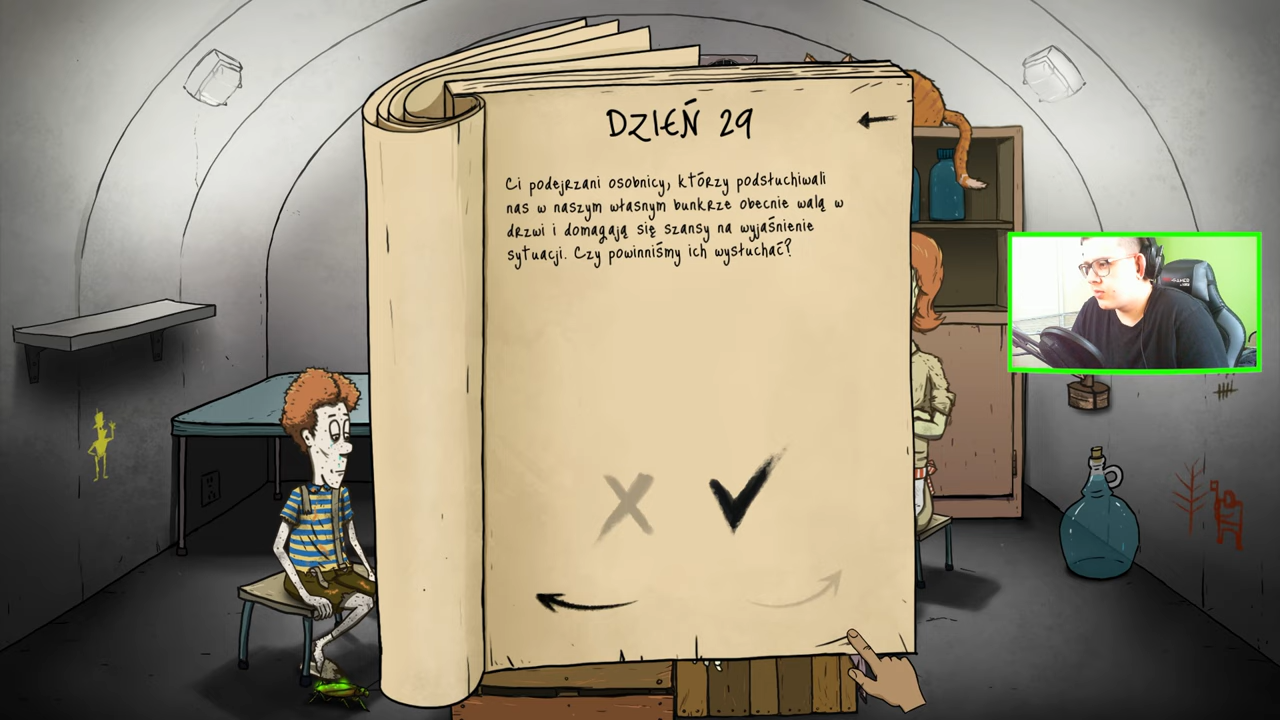 DZIEŃ 29
Ci podejrzani osobnicy, którzy podsłuchiwali
nas w naszym własnym bunkrze obecnie walą w
drzwi i domagają się szansy na wyjaśnienie
sytuacji. Czy powinniśmy ich wysłuchać?